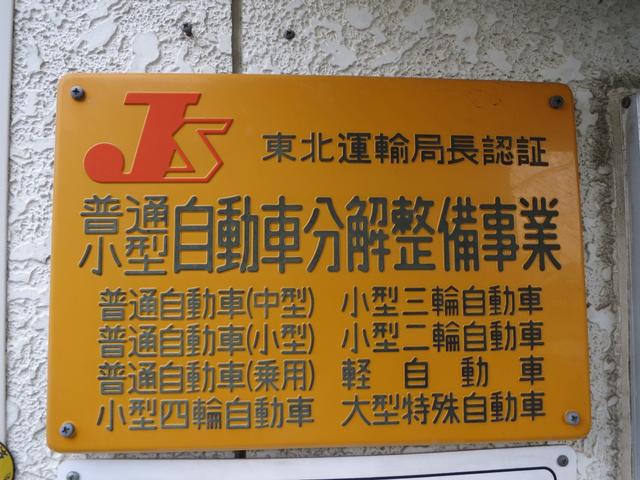 JS
東北運輸局長認証
普通
小型 自動車分解整備事業
普通自動車(中型) 小型三輪自動車
普通自動車(小型) 小型二輪自動車
普通自動車(乗用) 軽自動車
小型四輪自動車 大型特殊自動車